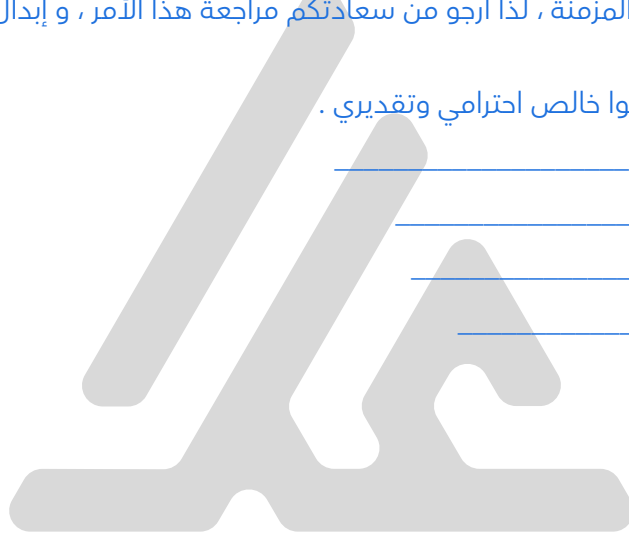 المزمنة ، لذا أرجو من سعادتكم مراجعة هذا الأمر ، و إبدال
وا خالص احترامي وتقديري .